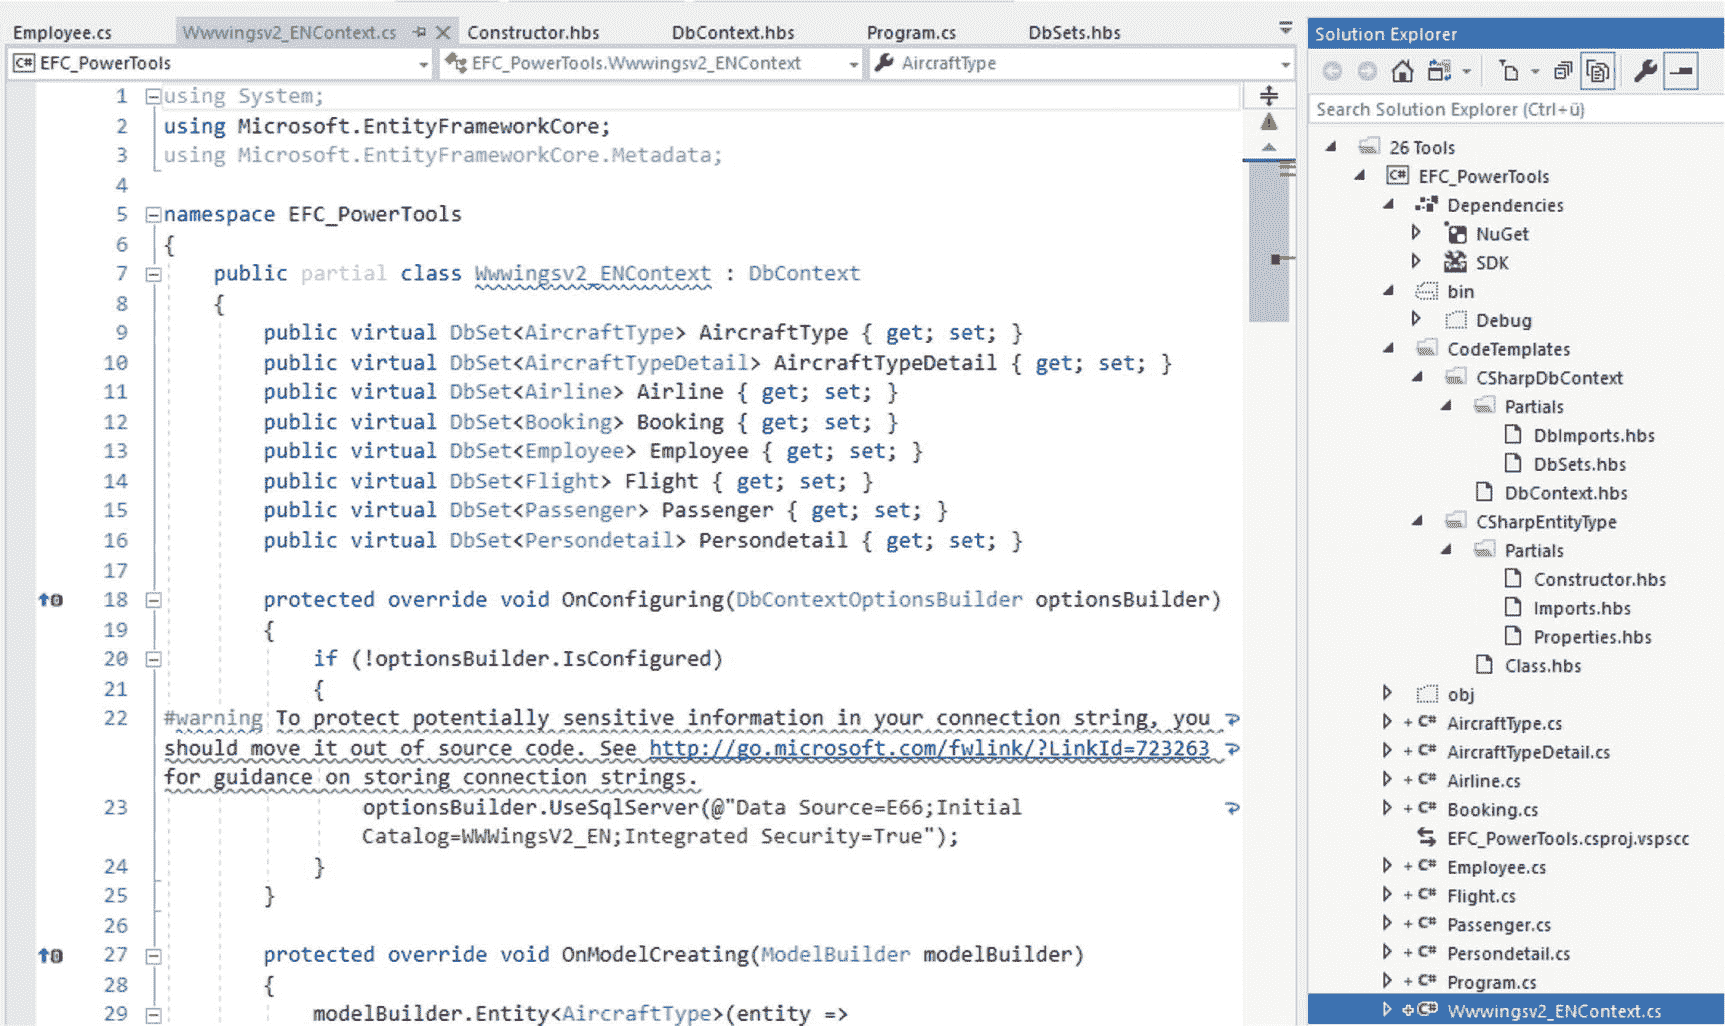 Employee.cs Wwwingsv2_ENContext.cs Constructor.hbs DbContext.hbs Program.cs DbSets.hbs
C# EFC_PowerTools EFC_PowerTools.Wwwingsv2_ENContext AircraftType
1 using System;
2 using Microsoft.EntityFrameworkCore;
3 using Microsoft.EntityFrameworkCore.Metadata;
4
5 namespace EFC_PowerTools
6 {
7 public partial class Wwwingsv2_ENContext : DbContext
8 {
9 public virtual DbSet<AircraftType> AircraftType { get; set; }
10 public virtual DbSet<AircraftTypeDetail> AircraftTypeDetail { get; set; }
11 public virtual DbSet<Airline> Airline { get; set; }
12 public virtual DbSet<Booking> Booking { get; set; }
13 public virtual DbSet<Employee> Employee { get; set; }
14 public virtual DbSet<Flight> Flight { get; set; }
15 public virtual DbSet<Passenger> Passenger { get; set; }
16 public virtual DbSet<Persondetail> Persondetail { get; set; }
17
18 protected override void OnConfiguring(DbContextOptionsBuilder optionsBuilder)
19 {
20 if (!optionsBuilder.IsConfigured)
21 {
22 #warning To protect potentially sensitive information in your connection string, you
should move it out of source code. See http://go.microsoft.com/fwlink/?LinkId=723263
for guidance on storing connection strings.
23 optionsBuilder.UseSqlServer(@"Data Source=E66;Initial
Catalog=WWWingsV2_EN;Integrated Security=True");
24 }
25 }
26
27 protected override void OnModelCreating(ModelBuilder modelBuilder)
28 {
29 modelBuilder.Entity<AircraftType>(entity =>
Solution Explorer
Search Solution Explorer (Ctrl+ü)
26 Tools
C# EFC_PowerTools
Dependencies
NuGet
SDK
bin
Debug
CodeTemplates
CSharpDbContext
Partials
DbImports.hbs
DbSets.hbs
DbContext.hbs
CSharpEntityType
Partials
Constructor.hbs
Imports.hbs
Properties.hbs
Class.hbs
obj
+ C# AircraftType.cs
+ C# AircraftTypeDetail.cs
+ C# Airline.cs
+ C# Booking.cs
EFC_PowerTools.csproj.vspscc
+ C# Employee.cs
+ C# Flight.cs
+ C# Passenger.cs
+ C# Persondetail.cs
+ C# Program.cs
+ C# Wwwingsv2_ENContext.cs